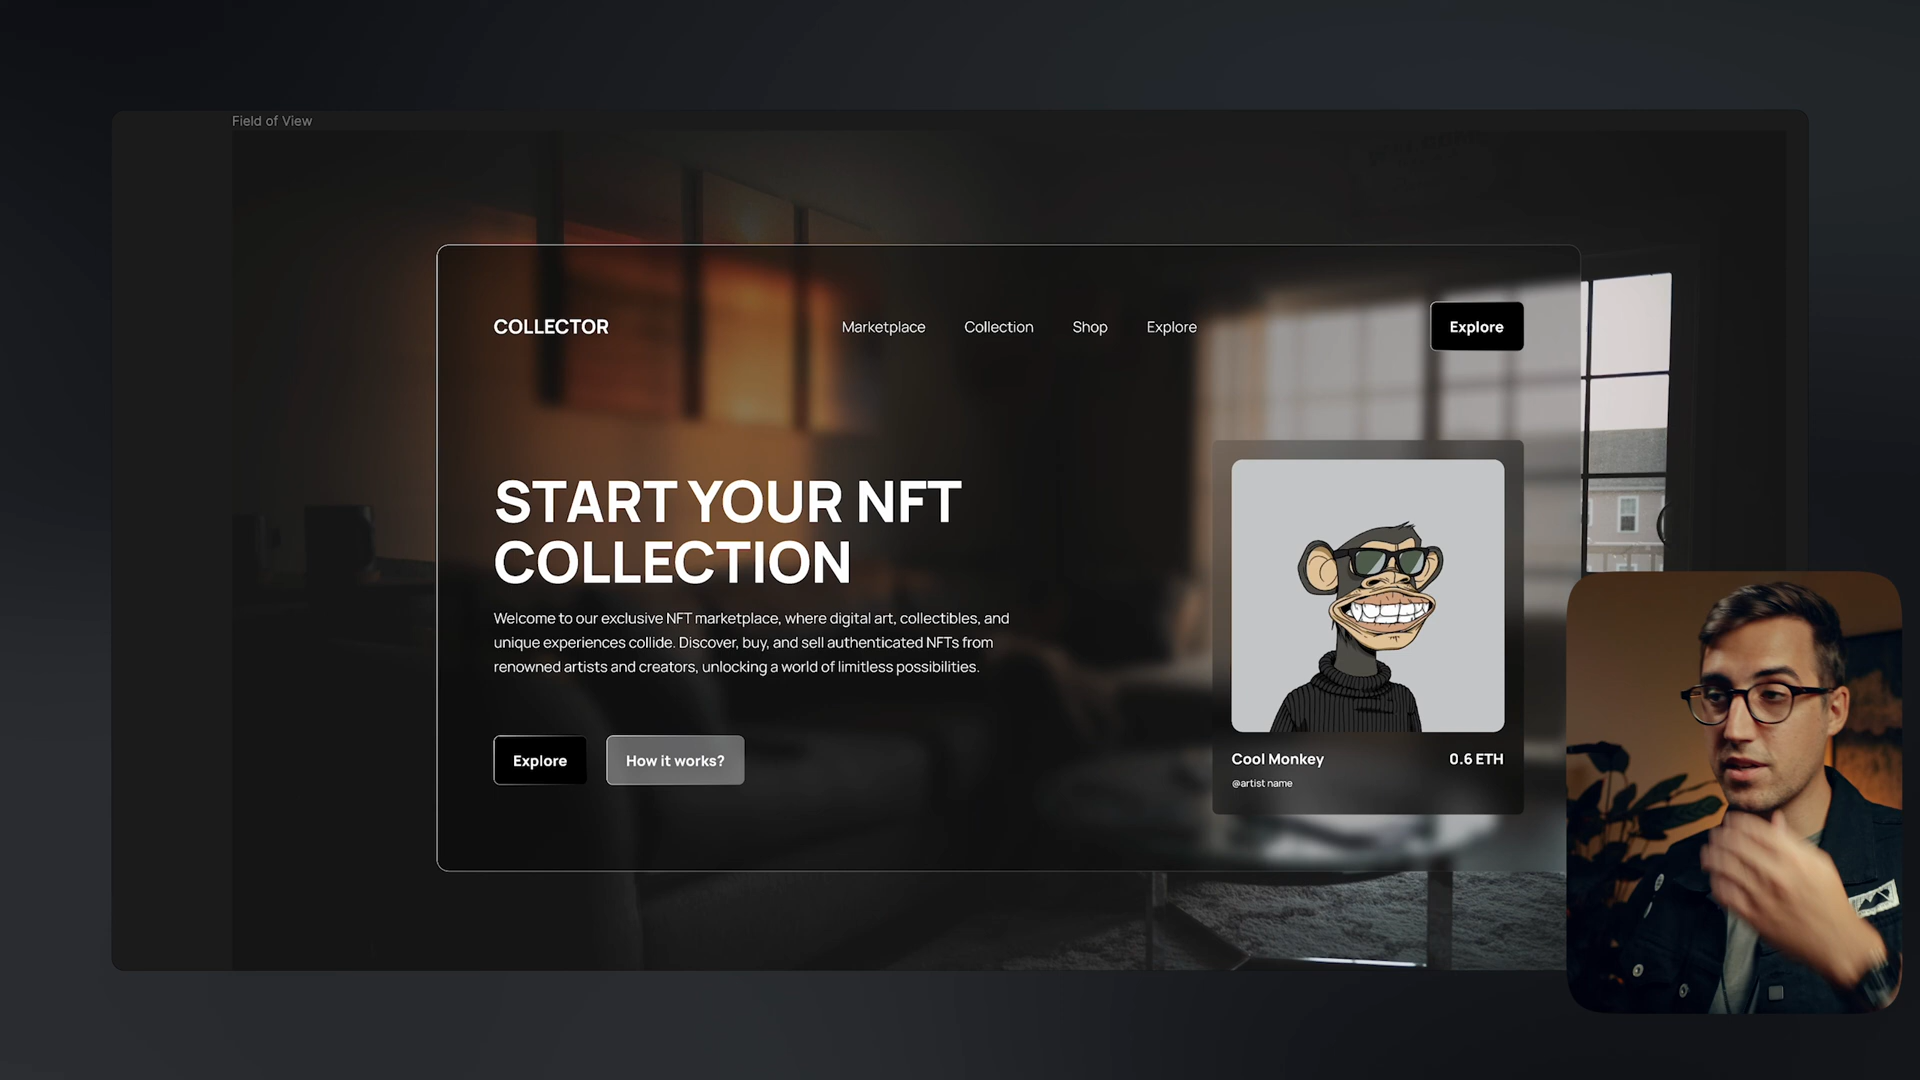 Field of View
COLLECTOR
Marketplace
Collection
Shop
Explore
Explore
START YOUR NFT
COLLECTION
Welcome to our exclusive NFT marketplace, where digital art, collectibles, and
unique experiences collide. Discover, buy, and sell authenticated NFTs from
renowned artists and creators, unlocking a world of limitless possibilities.
Explore
How it works?
Cool Monkey
0.6 ETH
@artist name